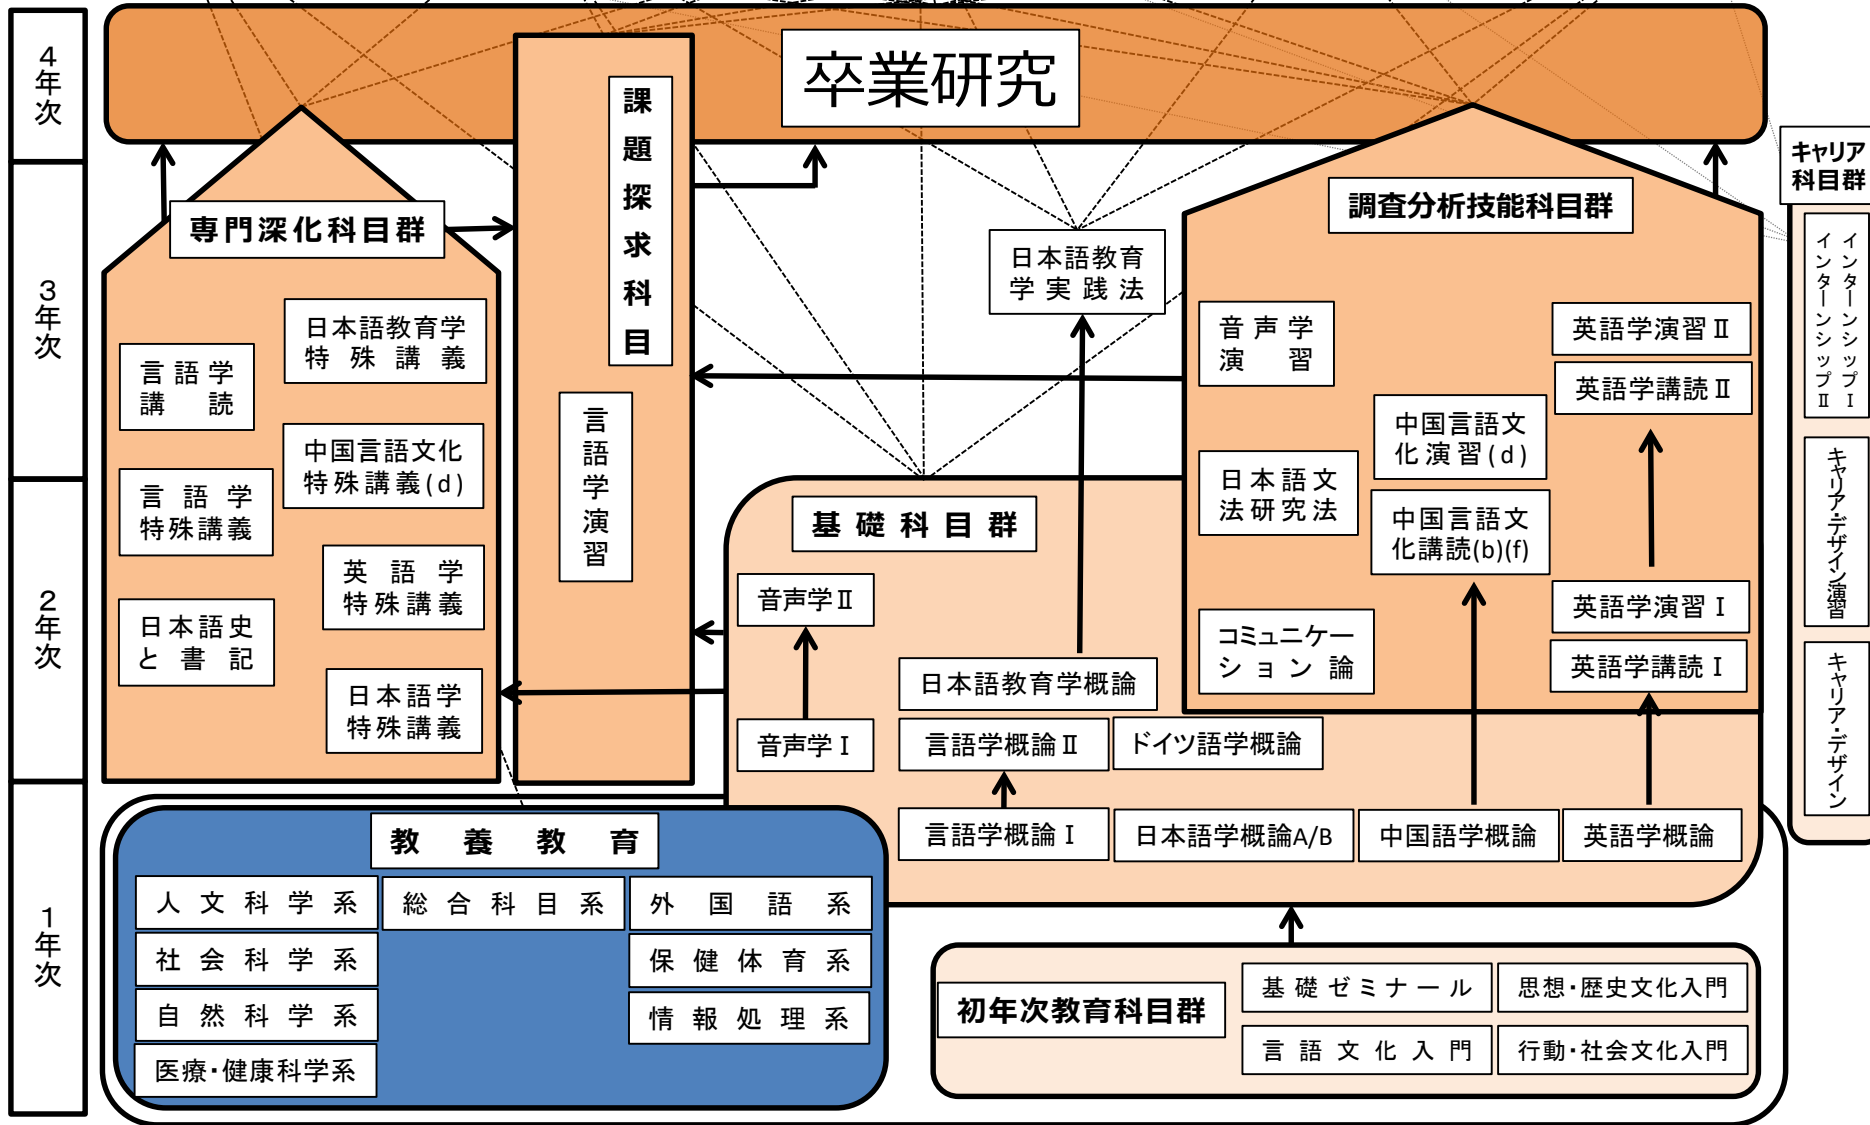 4年次
3年次
2年次
1年次
卒業研究
課題探求科目
言語学演習
専門深化科目群
日本語教育学
特殊講義
言語学
講読
中国言語文化
特殊講義(d)
言語学
特殊講義
英語学
特殊講義
日本語史
と書記
日本語学
特殊講義
日本語教育
学実践法
調査分析技能科目群
音声学
演習
英語学演習Ⅱ
英語学講読Ⅱ
中国言語文
化演習(d)
日本語文
法研究法
中国言語文
化講読(b)(f)
英語学演習Ⅰ
コミュニケー
ション論
英語学講読Ⅰ
基礎科目群
音声学Ⅱ
日本語教育学概論
音声学Ⅰ
言語学概論Ⅱ
ドイツ語学概論
言語学概論Ⅰ
日本語学概論A/B
中国語学概論
英語学概論
キャリア
科目群
インターンシップⅠ
インターンシップⅡ
キャリア・デザイン演習
キャリア・デザイン
教養教育
人文科学系
総合科目系
外国語系
社会科学系
保健体育系
自然科学系
情報処理系
医療・健康科学系
初年次教育科目群
基礎ゼミナール
思想・歴史文化入門
言語文化入門
行動・社会文化入門